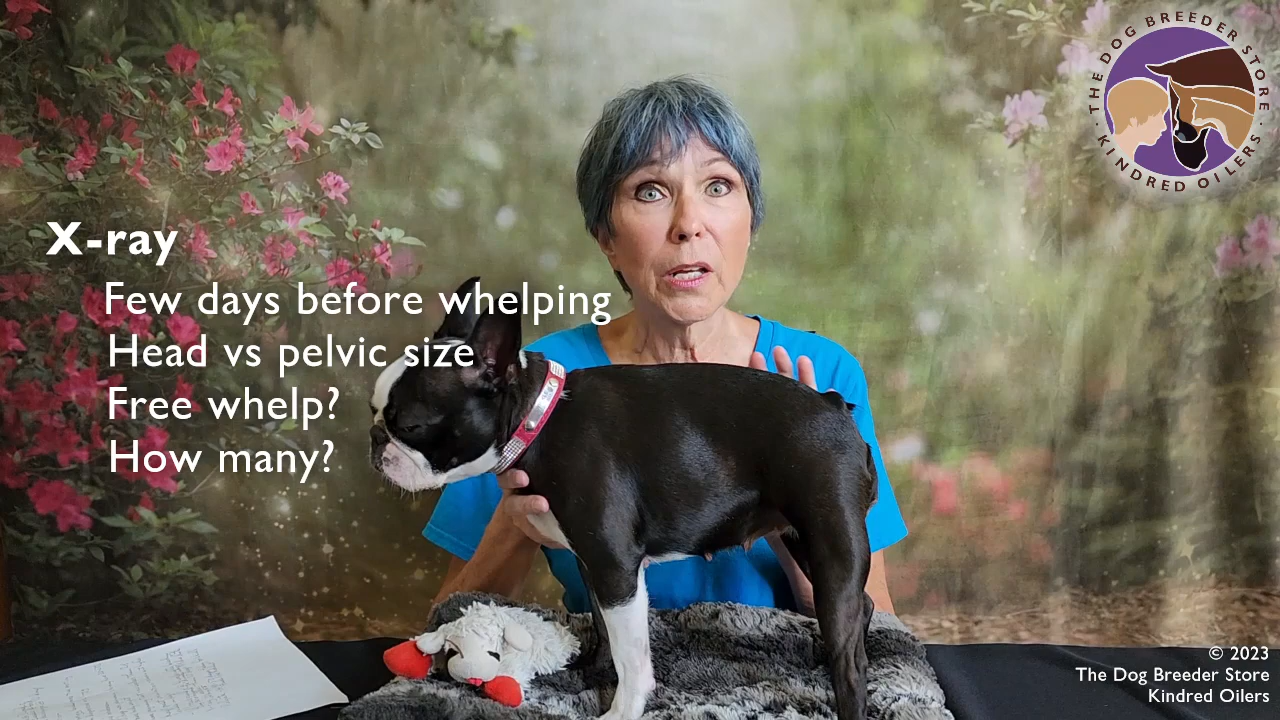 X-ray
Few days before whelping
Head vs pelvic size
Free whelp?
How many?
· THE DOG BREEDER STORE ·
KINDRED OILERS
© 2023
The Dog Breeder Store
Kindred Oilers